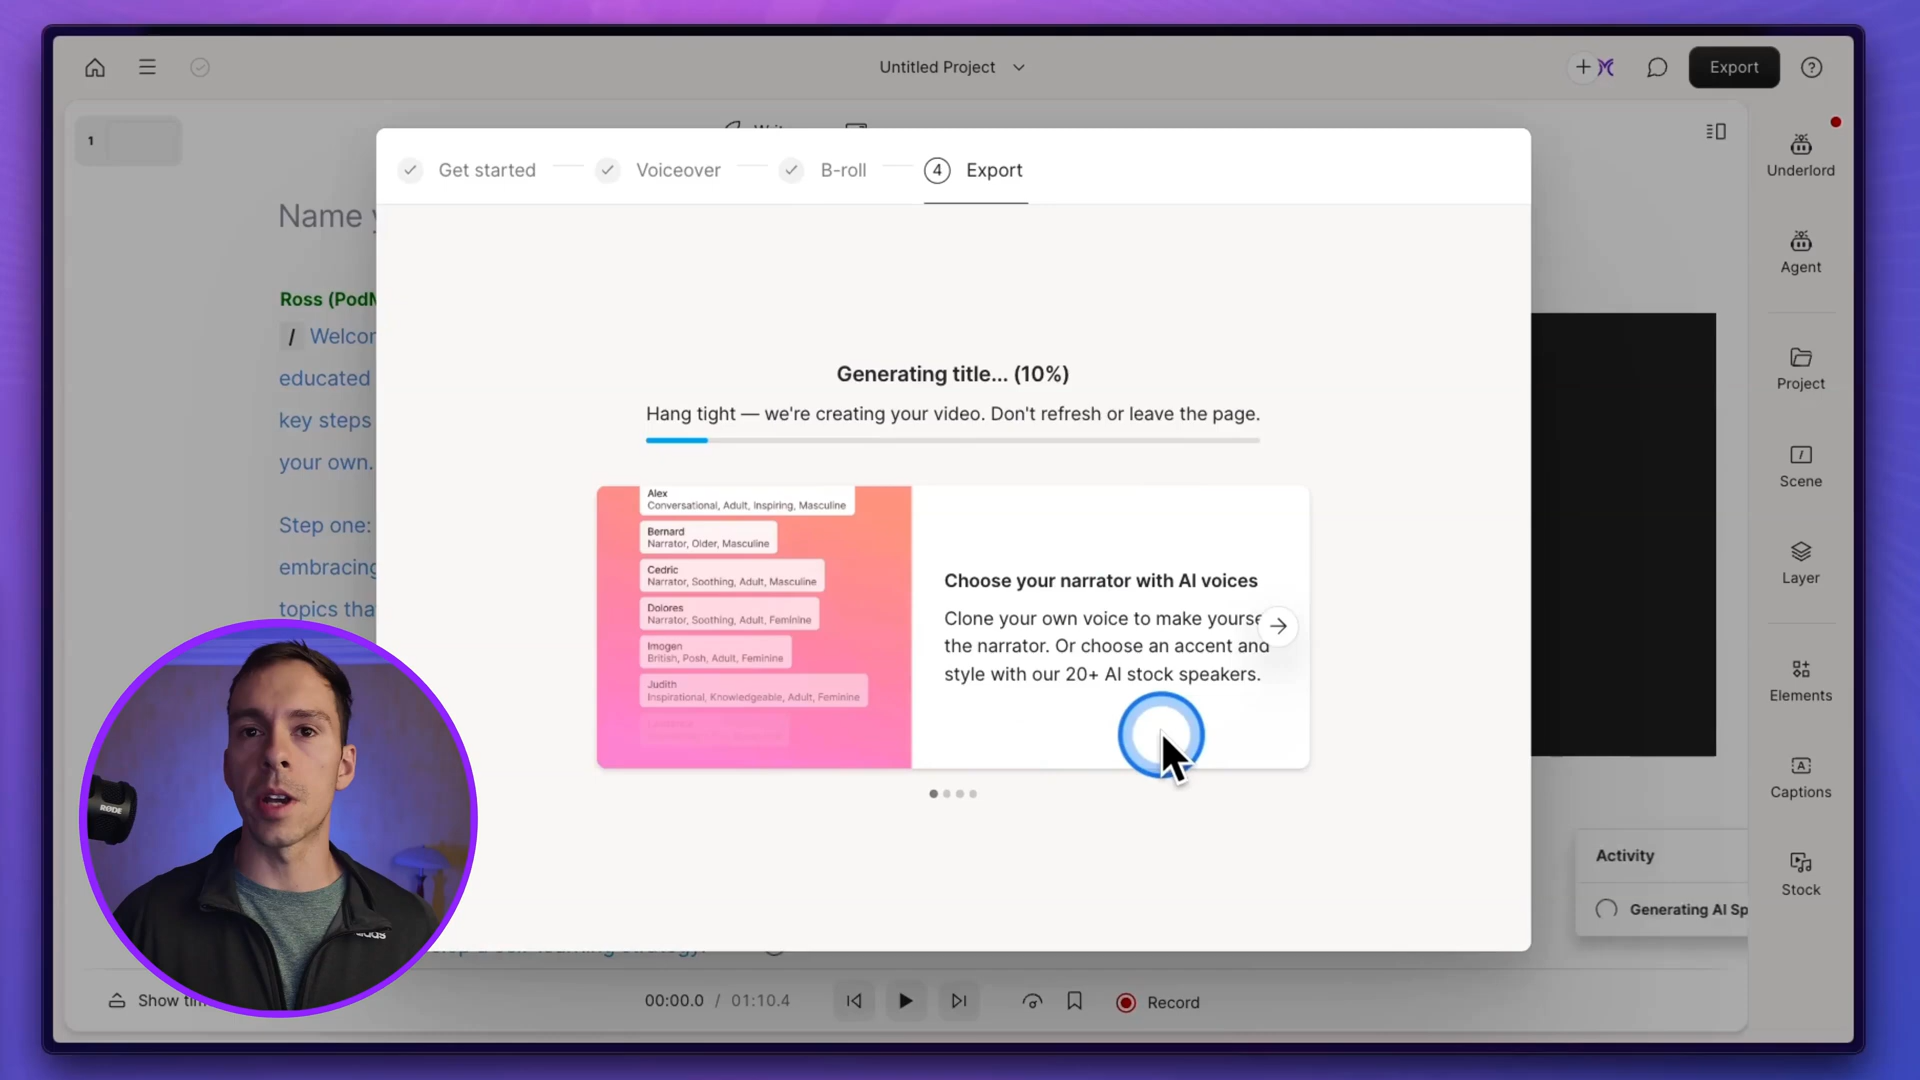 Untitled Project
Export
1
Get started
Voiceover
B-roll
4
Export
Name
Ross (Pod
/ Welcor
educated
key steps
your own.
Step one:
embracing
topics tha
Generating title... (10%)
Hang tight — we're creating your video. Don't refresh or leave the page.
Alex
Conversational, Adult, Inspiring, Masculine
Bernard
Narrator, Older, Masculine
Cedric
Narrator, Soothing, Adult, Masculine
Dolores
Narrator, Soothing, Adult, Feminine
Imogen
British, Posh, Adult, Feminine
Judith
Inspirational, Knowledgeable, Adult, Feminine
Choose your narrator with AI voices
Clone your own voice to make yourse
the narrator. Or choose an accent and
style with our 20+ AI stock speakers.
RØDE
Underlord
Agent
Project
Scene
Layer
Elements
Captions
Stock
Activity
Generating AI Sp
Show tim
00:00.0 / 01:10.4
Record